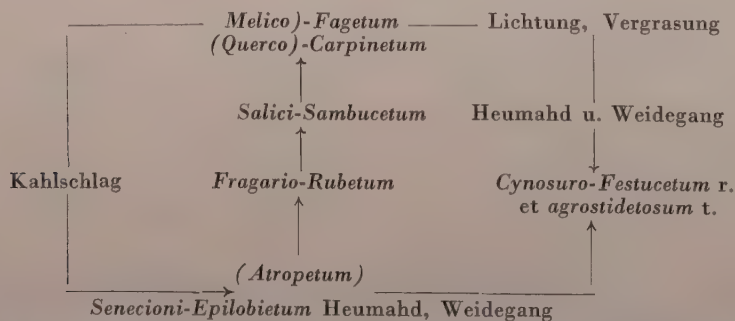 Melico)-Fagetum
Lichtung, Vergrasung
(Querco)-Carpinetum
Salici-Sambucetum
Heumahd u. Weidegang
Kahlschlag
Fragario-Rubetum
Cynosuro-Festucetum r.
et agrostidetosum t.
(Atropetum)
Senecioni-Epilobietum Heumahd, Weidegang